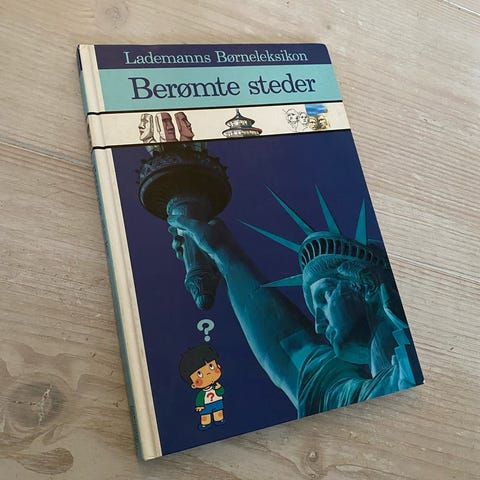 Lademanns Børneleksikon
Berømte steder
?
?